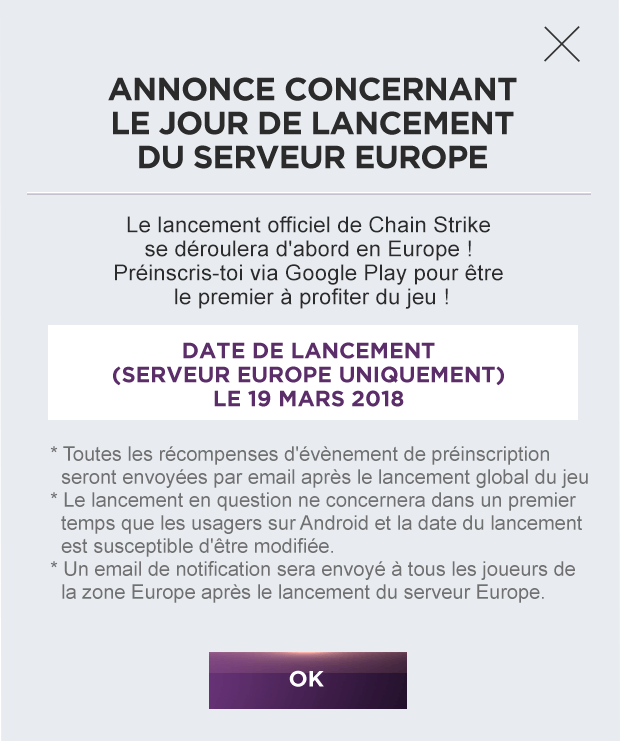 ANNONCE CONCERNANT
LE JOUR DE LANCEMENT
DU SERVEUR EUROPE
Le lancement officiel de Chain Strike
se déroulera d'abord en Europe !
Préinscris-toi via Google Play pour être
le premier à profiter du jeu !
DATE DE LANCEMENT
(SERVEUR EUROPE UNIQUEMENT)
LE 19 MARS 2018
* Toutes les récompenses d'évènement de préinscription
seront envoyées par email après le lancement global du jeu
* Le lancement en question ne concernera dans un premier
temps que les usagers sur Android et la date du lancement
est susceptible d'être modifiée.
* Un email de notification sera envoyé à tous les joueurs de
la zone Europe après le lancement du serveur Europe.
OK